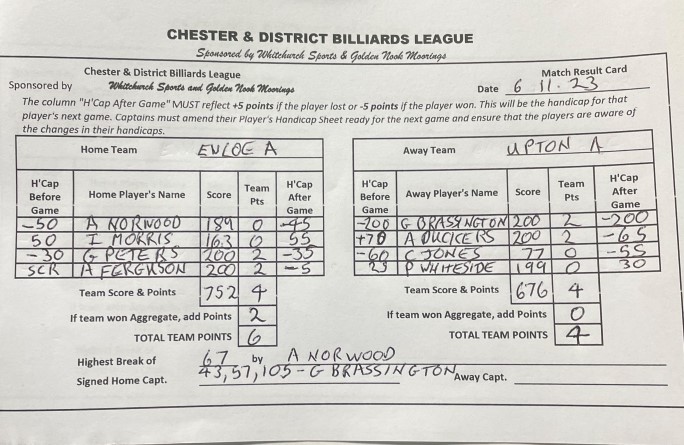 CHESTER & DISTRICT BILLIARDS LEAGUE
Sponsored by Whitchurch Sports & Golden Nook Moorings
Chester & District Billiards League Match Result Card
Sponsored by Whitchurch Sports and Golden Nook Moorings Date 6 11.23
The column "H'Cap After Game" MUST reflect +5 points if the player lost or -5 points if the player won. This will be the handicap for that
player's next game. Captains must amend their Player's Handicap Sheet ready for the next game and ensure that the players are aware of
the changes in their handicaps.
Home Team ENLOE A Away Team UPTON A
H'Cap Before Game Home Player's Name Score Team Pts H'Cap After Game H'Cap Before Game Away Player's Name Score Team Pts H'Cap After Game
-50 A NORWOOD 189 0 -45 -200 G BRASSINGTON 200 2 -200
50 I MORRIS 163 0 55 +70 A DUCKERS 200 2 -65
-30 G PETERS 200 2 -35 -60 C JONES 77 0 -55
SCR A FERGUSON 200 2 -5 25 P WHITESIDE 199 0 30
Team Score & Points 752 4 Team Score & Points 676 4
If team won Aggregate, add Points 2 If team won Aggregate, add Points 0
TOTAL TEAM POINTS 6 TOTAL TEAM POINTS 4
Highest Break of 67 by A NORWOOD
43,57,105-G BRASSINGTON
Signed Home Capt. Away Capt.